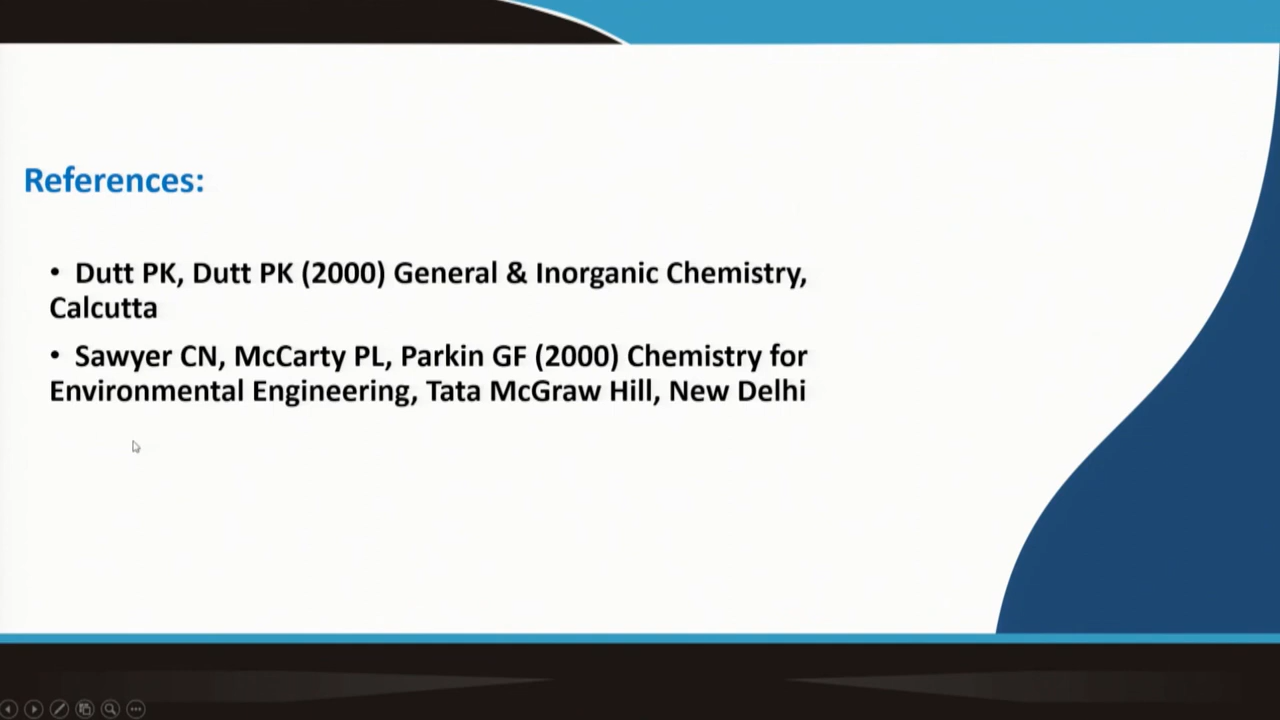 References:
• Dutt PK, Dutt PK (2000) General & Inorganic Chemistry,
Calcutta
• Sawyer CN, McCarty PL, Parkin GF (2000) Chemistry for
Environmental Engineering, Tata McGraw Hill, New Delhi